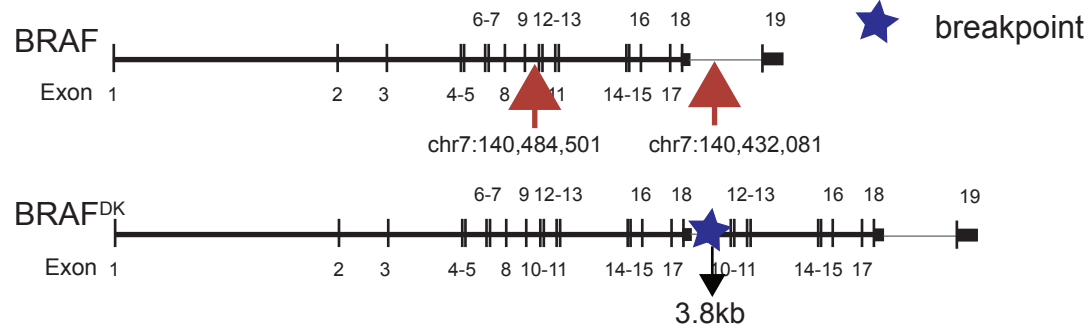 6-7 9 12-13 16 18 19 breakpoint
BRAF
Exon 1 2 3 4-5 8 11 14-15 17
chr7:140,484,501 chr7:140,432,081
6-7 9 12-13 16 18 12-13 16 18 19
BRAFDK
Exon 1 2 3 4-5 8 10-11 14-15 17 10-11 14-15 17
3.8kb